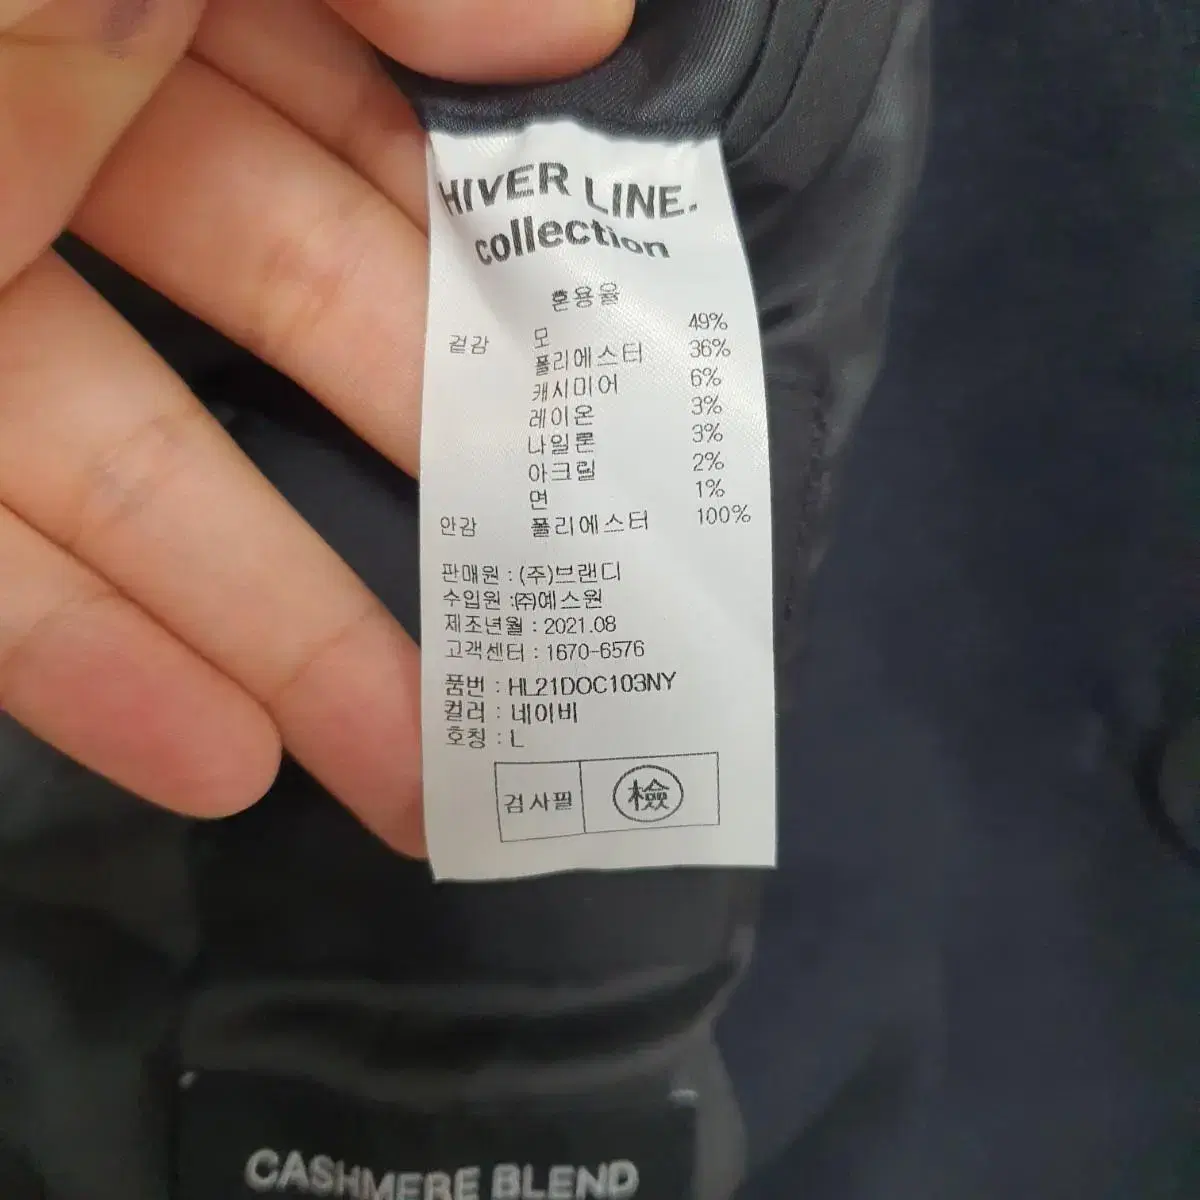 HIVER LINE.
collection
혼용율
겉감 모 49%
폴리에스터 36%
캐시미어 6%
레이온 3%
나일론 3%
아크릴 2%
면 1%
안감 폴리에스터 100%
판매원 : (주)브랜디
수입원 :㈜예스원
제조년월 : 2021.08
고객센터 : 1670-6576
품번 : HL21DOC103NY
컬러 : 네이비
호칭 : L
검사필 檢
CASHMERE BLEND